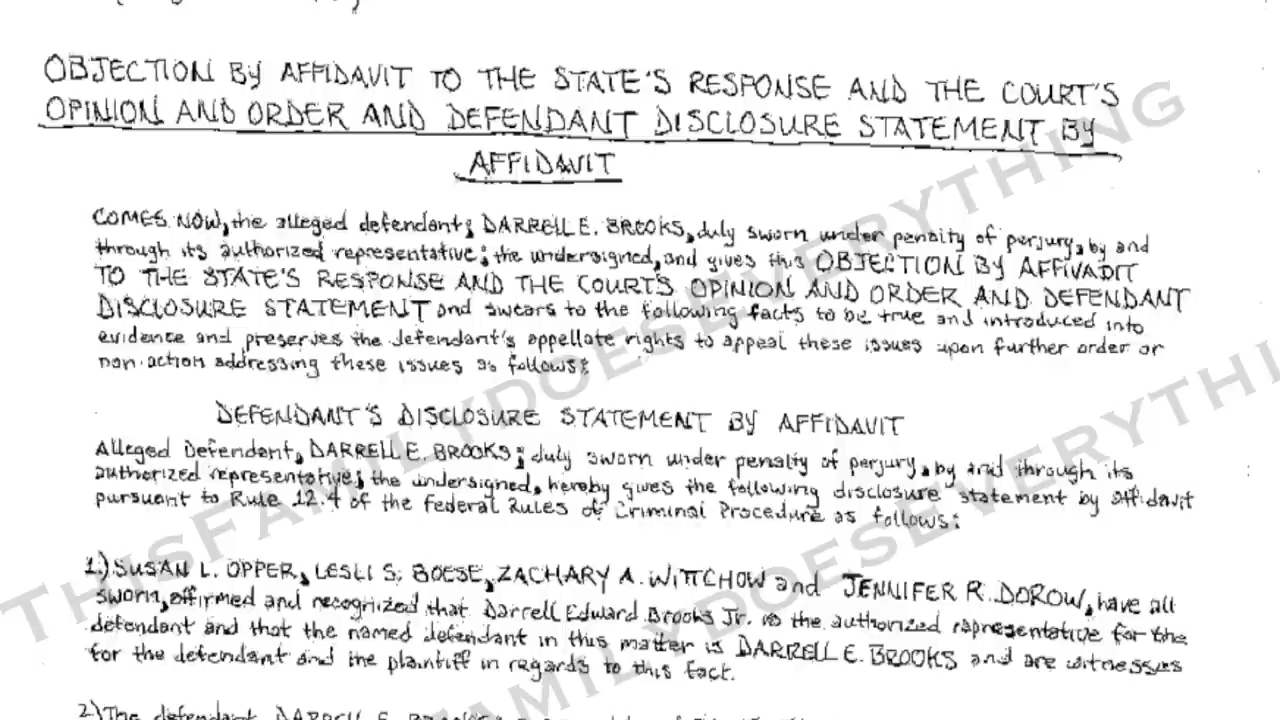 OBJECTION BY AFFIDAVIT TO THE STATE'S RESPONSE AND THE COURT'S
OPINION AND ORDER AND DEFENDANT DISCLOSURE STATEMENT BY
AFFIDAVIT
COMES NOW, the alleged defendant; DARRELL E. BROOKS, duly sworn under penalty of perjury, by and
through its authorized representative; the undersigned, and gives this OBJECTION BY AFFIVADIT
TO THE STATE'S RESPONSE AND THE COURT'S OPINION AND ORDER AND DEFENDANT
DISCLOSURE STATEMENT and swears to the following facts to be true and introduced into
evidence and preserves the defendant's appellate rights to appeal these issues upon further order or
non-action addressing these issues as follows:
DEFENDANT'S DISCLOSURE STATEMENT BY AFFIDAVIT
Alleged Defendant, DARRELL E. BROOKS; duly sworn under penalty of perjury, by and through its
authorized representative; the undersigned, hereby gives the following disclosure statement by affidavit
pursuant to Rule 12.4 of the Federal Rules of Criminal Procedure as follows:
1.) SUSAN L. OPPER, LESLI S. BOESE, ZACHARY A. WITTCHOW and JENNIFER R. DOROW, have all
sworn, affirmed and recognized that Darrell Edward Brooks Jr. is the authorized representative for the
defendant and that the named defendant in this matter is DARRELL E. BROOKS and are witnesses
for the defendant and the plaintiff in regards to this fact.
2.) The defendant DARRELL E. BROOKS
THISFAMILYDOESEVERYTHING
FAMILYDOESEVERYTHING